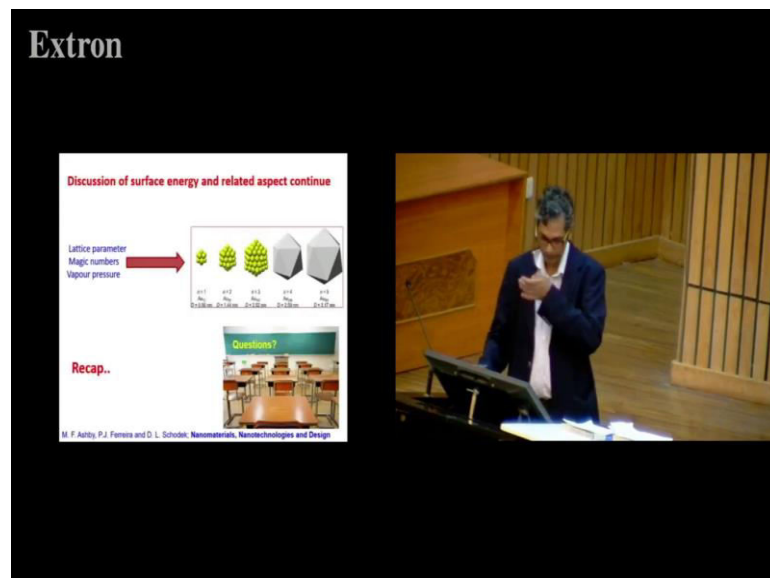 Extron
Discussion of surface energy and related aspect continue
Lattice parameter
Magic numbers
Vapour pressure
Questions?
Recap..
M. F. Ashby, P.J. Ferreira and D. L. Schodek; Nanomaterials, Nanotechnologies and Design